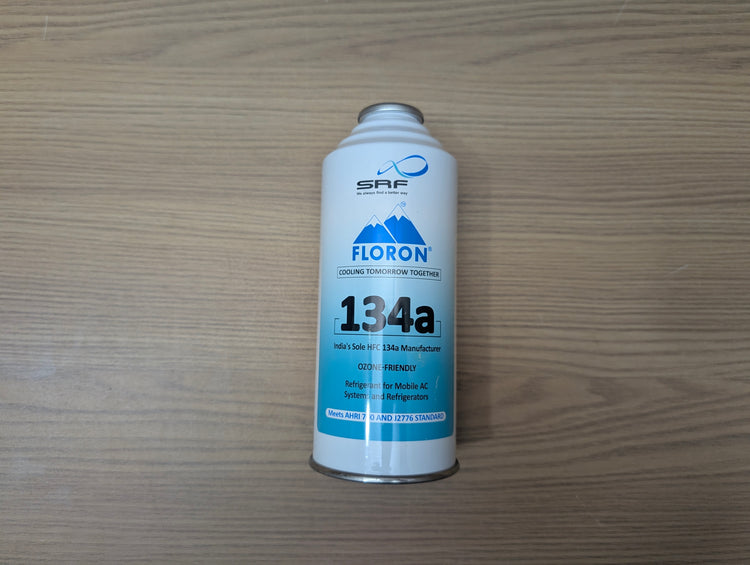 SRF
We always find a better way
FLORON®
COOLING TOMORROW TOGETHER
134a
India's Sole HFC 134a Manufacturer
OZONE-FRIENDLY
Refrigerant for Mobile AC
Systems and Refrigerators
Meets AHRI 700 AND J2776 STANDARD